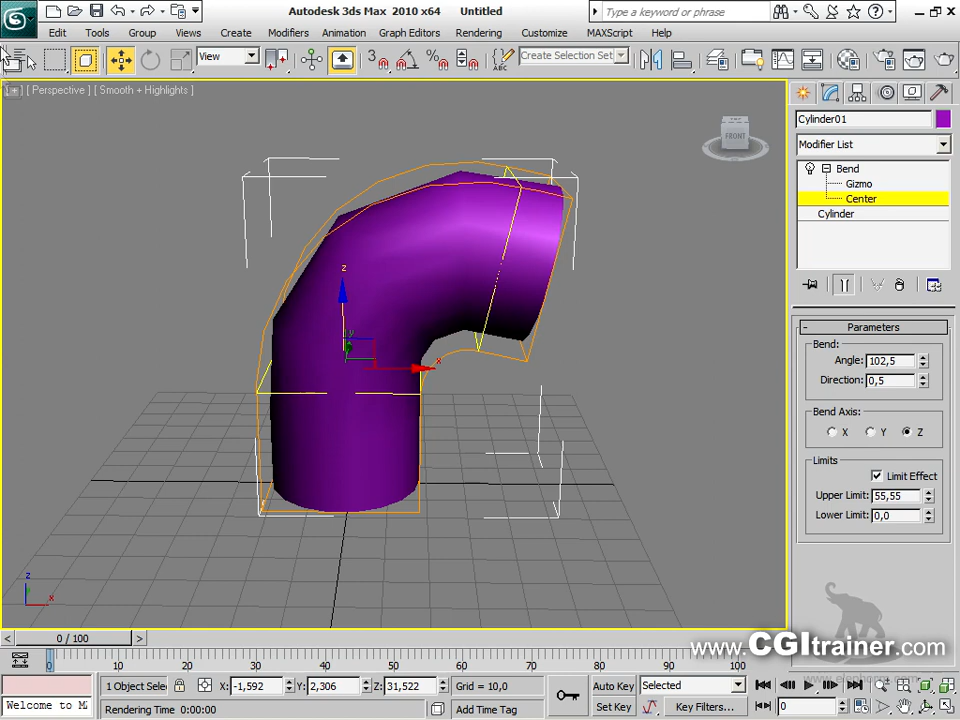 Autodesk 3ds Max 2010 x64 Untitled
Type a keyword or phrase
Edit Tools Group Views Create Modifiers Animation Graph Editors Rendering Customize MAXScript Help
View
3
%
ABC
Create Selection Set
[ + ] [ Perspective ] [ Smooth + Highlights ]
FRONT
Cylinder01
Modifier List
Bend
Gizmo
Center
Cylinder
Parameters
Bend:
Angle: 102,5
Direction: 0,5
Bend Axis:
X Y Z
Limits
Limit Effect
Upper Limit: 55,55
Lower Limit: 0,0
z
y
x
z
x
< 0 / 100 >
0 10 20 30 40 50 60 70 80 90 100
www.CGItrainer.com
1 Object Selec X: -1,592 Y: 2,306 Z: 31,522 Grid = 10,0 Auto Key Selected
Welcome to M Rendering Time 0:00:00 Add Time Tag Set Key Key Filters... 0